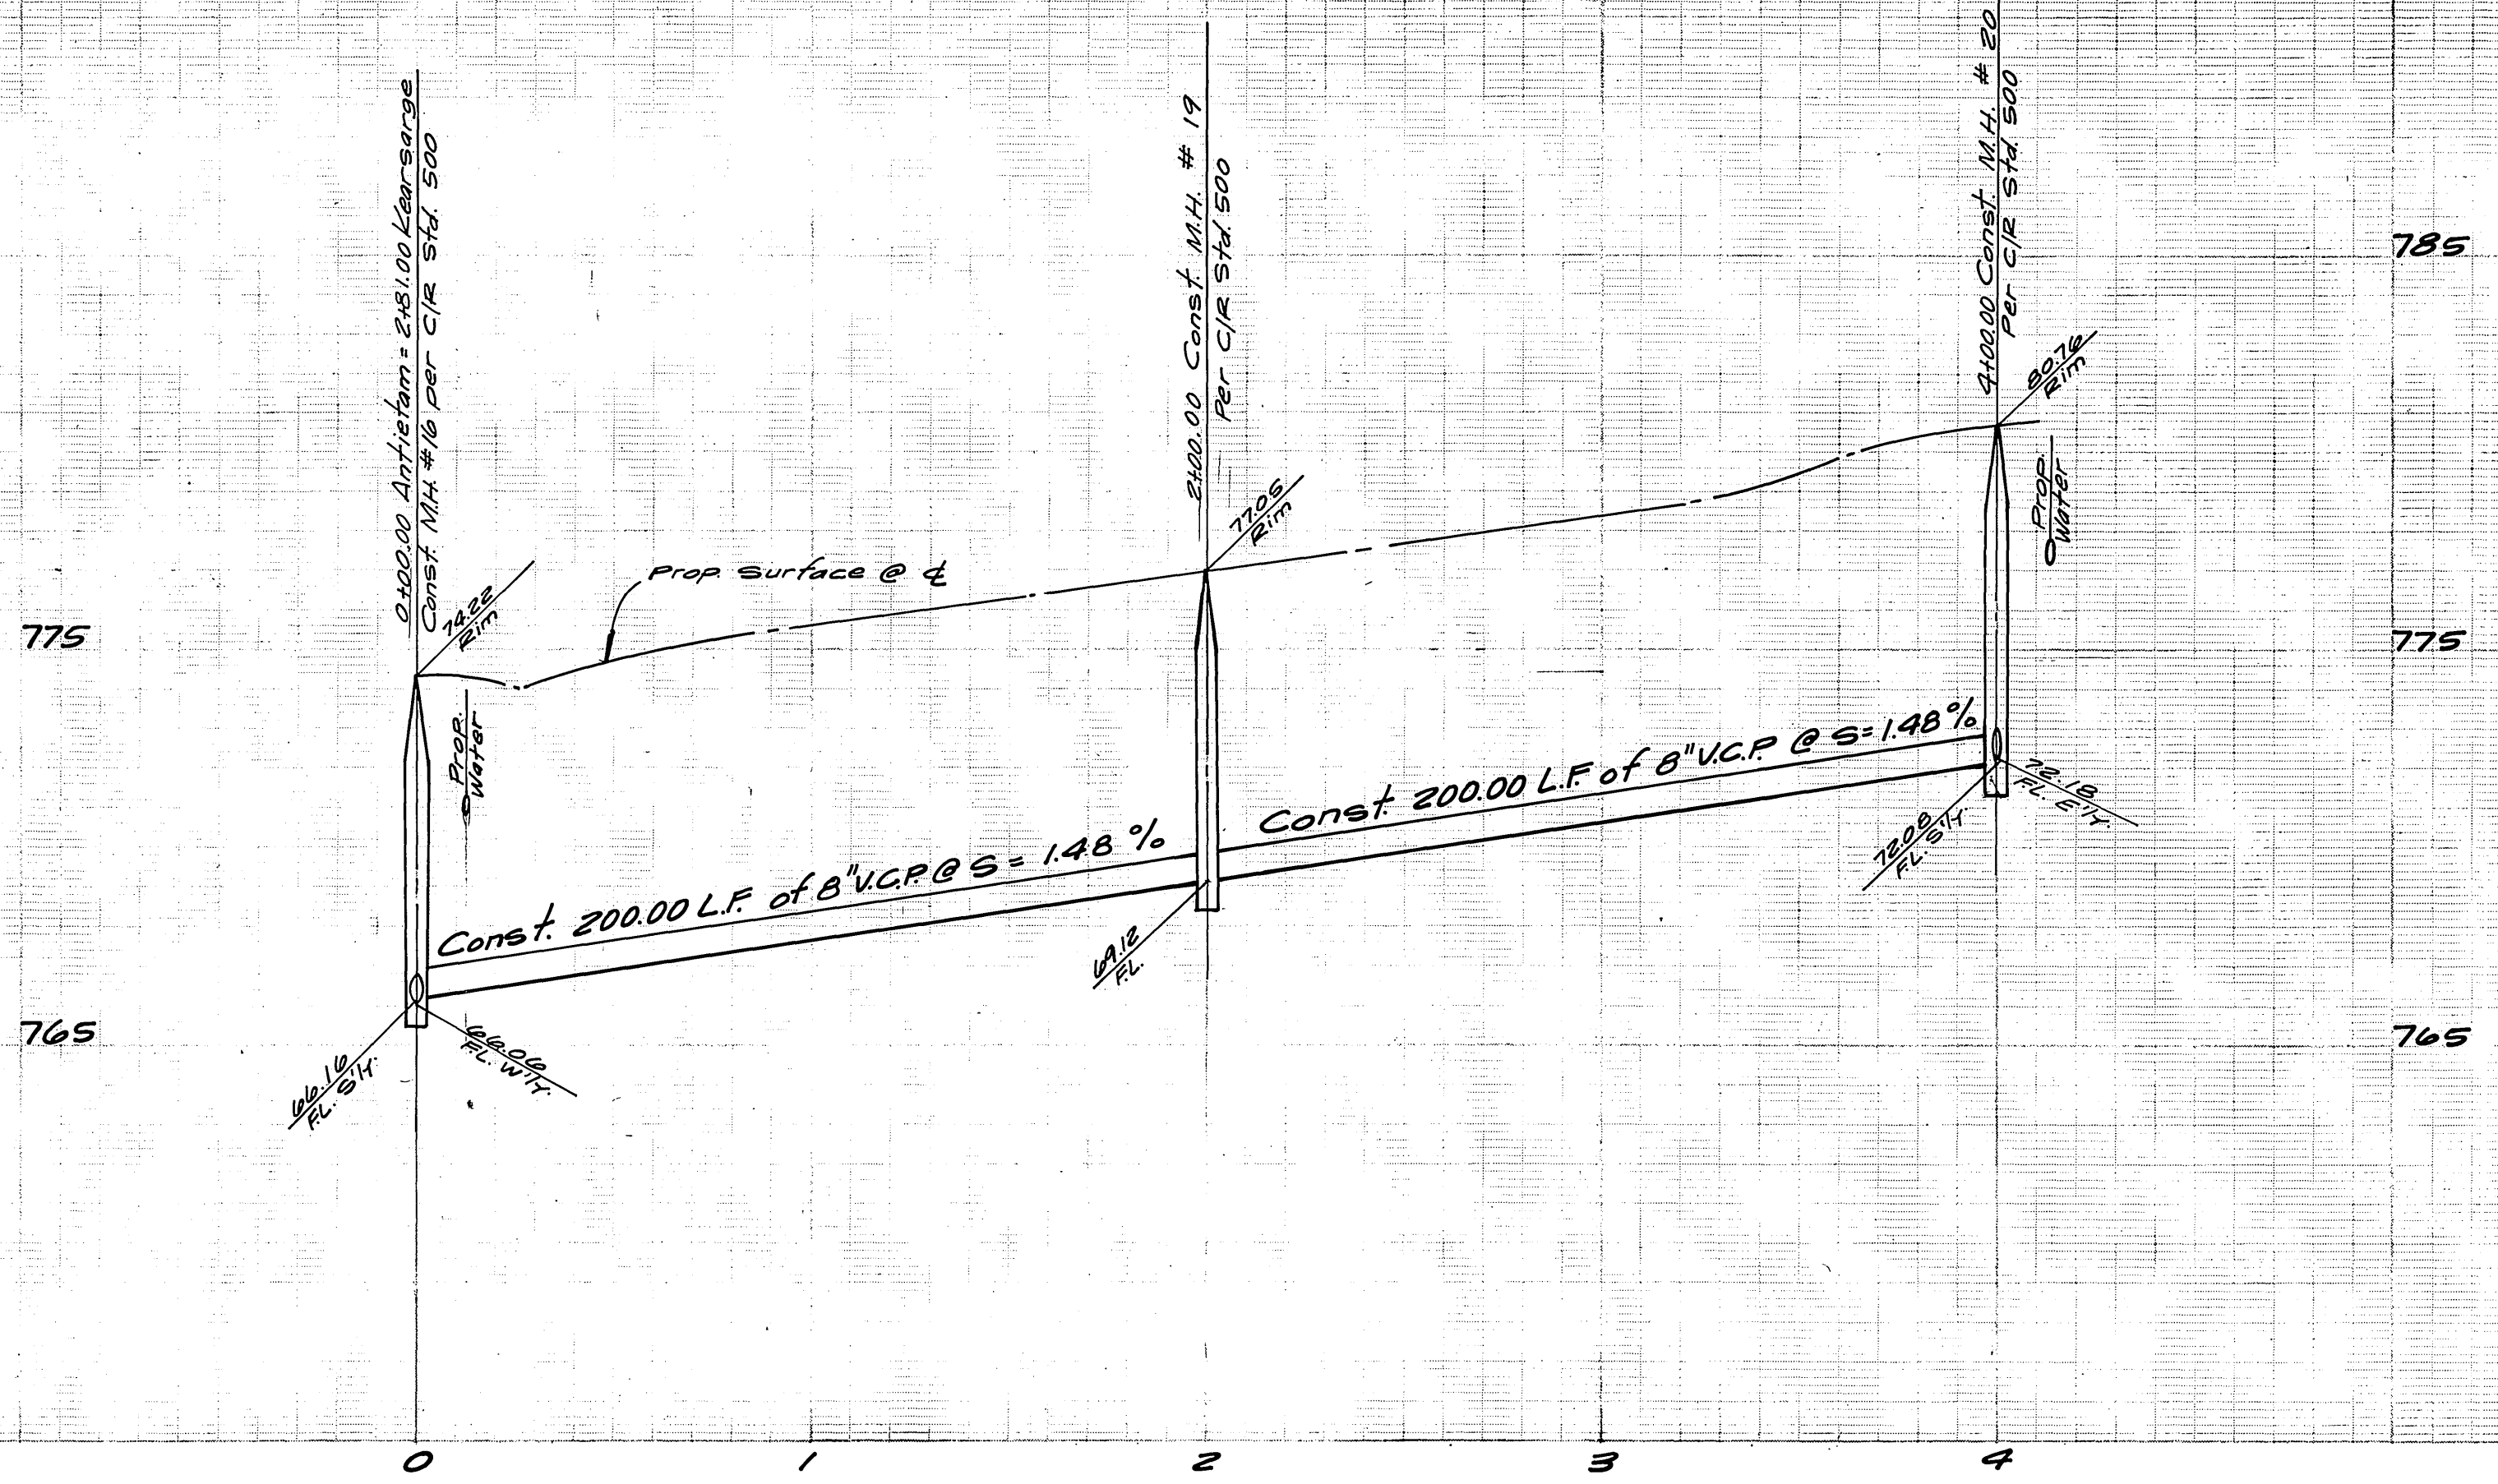 0+00.00 Antietam = 2+81.00 Kearsarge
Const. M.H. #16 per C/R Std. 500
2+00.00 Const. M.H. # 19
Per C/R Std. 500
4+00.00 Const. M.H. # 20
Per C/R Std. 500
785
80.76
Rim
Prop.
Water
77.05
Rim
Prop. Surface @ ℄
74.22
Rim
775
775
Prop.
Water
Const. 200.00 L.F. of 8" V.C.P. @ S = 1.48 %
Const. 200.00 L.F. of 8" V.C.P. @ S = 1.48 %
72.18
F.L. E'ly.
72.08
F.L. S'ly
69.12
F.L.
765
765
66.16
F.L. S'ly.
66.06
F.L. W'ly.
0 1 2 3 4